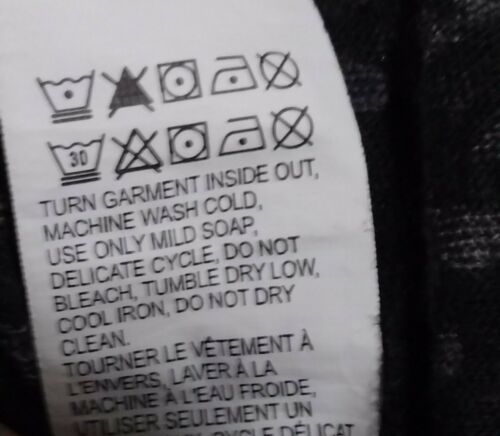 30
TURN GARMENT INSIDE OUT,
MACHINE WASH COLD,
USE ONLY MILD SOAP,
DELICATE CYCLE, DO NOT
BLEACH, TUMBLE DRY LOW,
COOL IRON, DO NOT DRY
CLEAN.
TOURNER LE VÊTEMENT À
L'ENVERS, LAVER À LA
MACHINE À L'EAU FROIDE,
UTILISER SEULEMENT UN
CYCLE DÉLICAT